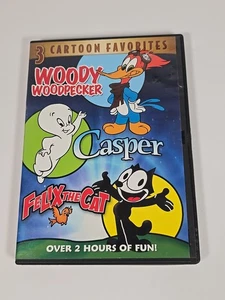 3 CARTOON FAVORITES
WOODY
WOODPECKER
Casper
FELIX THE CAT
OVER 2 HOURS OF FUN!